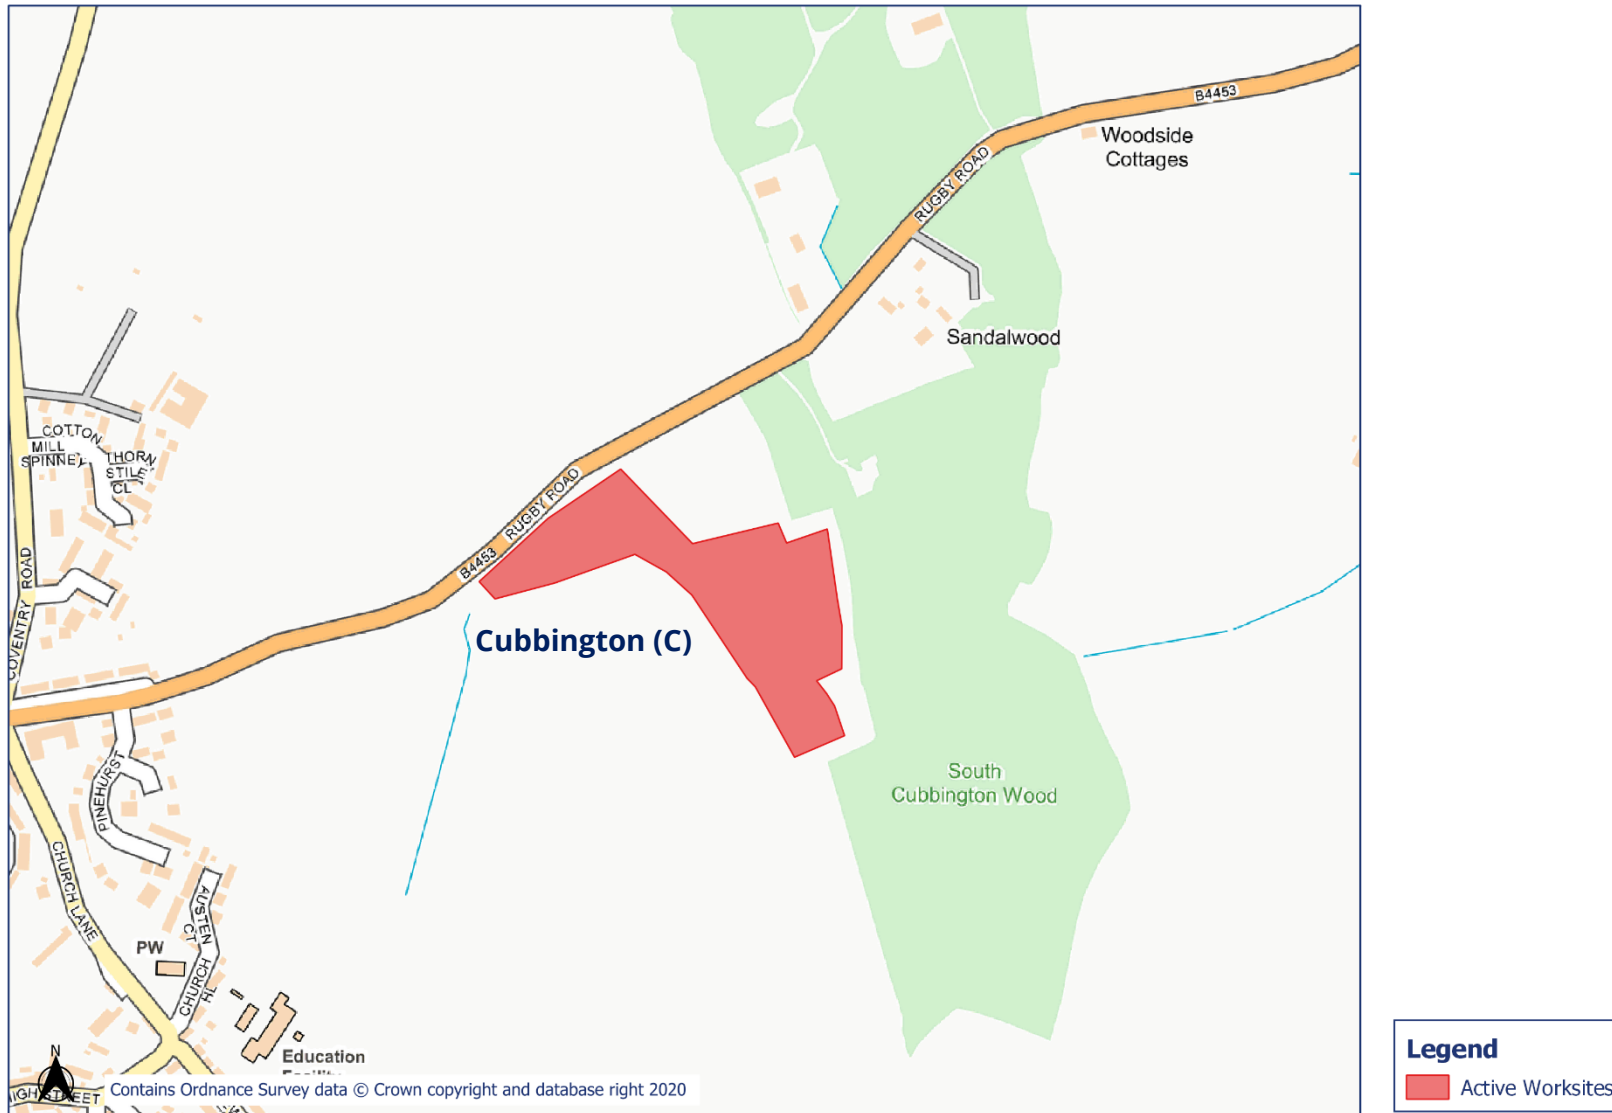 B4453
Woodside
Cottages
RUGBY ROAD
Sandalwood
COTTON
MILL
SPINNEY
THORN
STILE
CL
RUGBY ROAD
B4453
COVENTRY ROAD
Cubbington (C)
PINEHURST
South
Cubbington Wood
CHURCH LANE
AUSTEN
CT
PW
CHURCH
HL
N
Education
Facility
Contains Ordnance Survey data © Crown copyright and database right 2020
STREET
Legend
Active Worksites